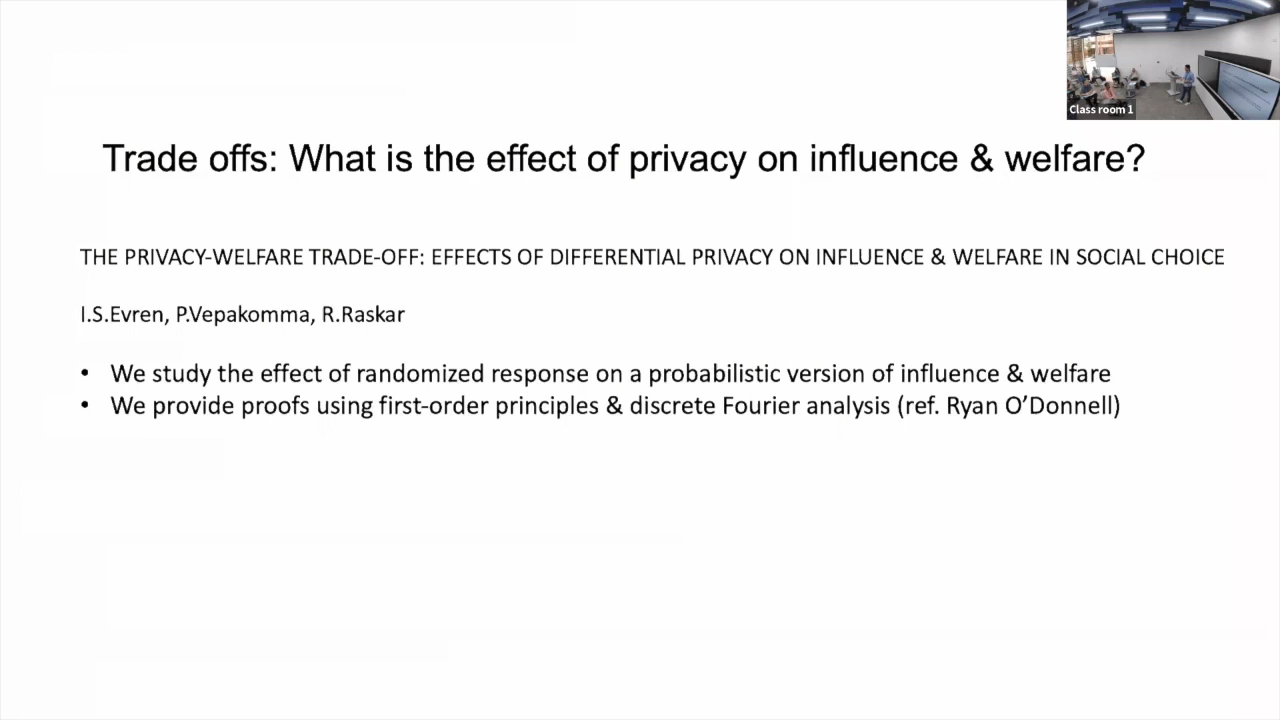 Class room 1
Trade offs: What is the effect of privacy on influence & welfare?
THE PRIVACY-WELFARE TRADE-OFF: EFFECTS OF DIFFERENTIAL PRIVACY ON INFLUENCE & WELFARE IN SOCIAL CHOICE
I.S.Evren, P.Vepakomma, R.Raskar
• We study the effect of randomized response on a probabilistic version of influence & welfare
• We provide proofs using first-order principles & discrete Fourier analysis (ref. Ryan O’Donnell)